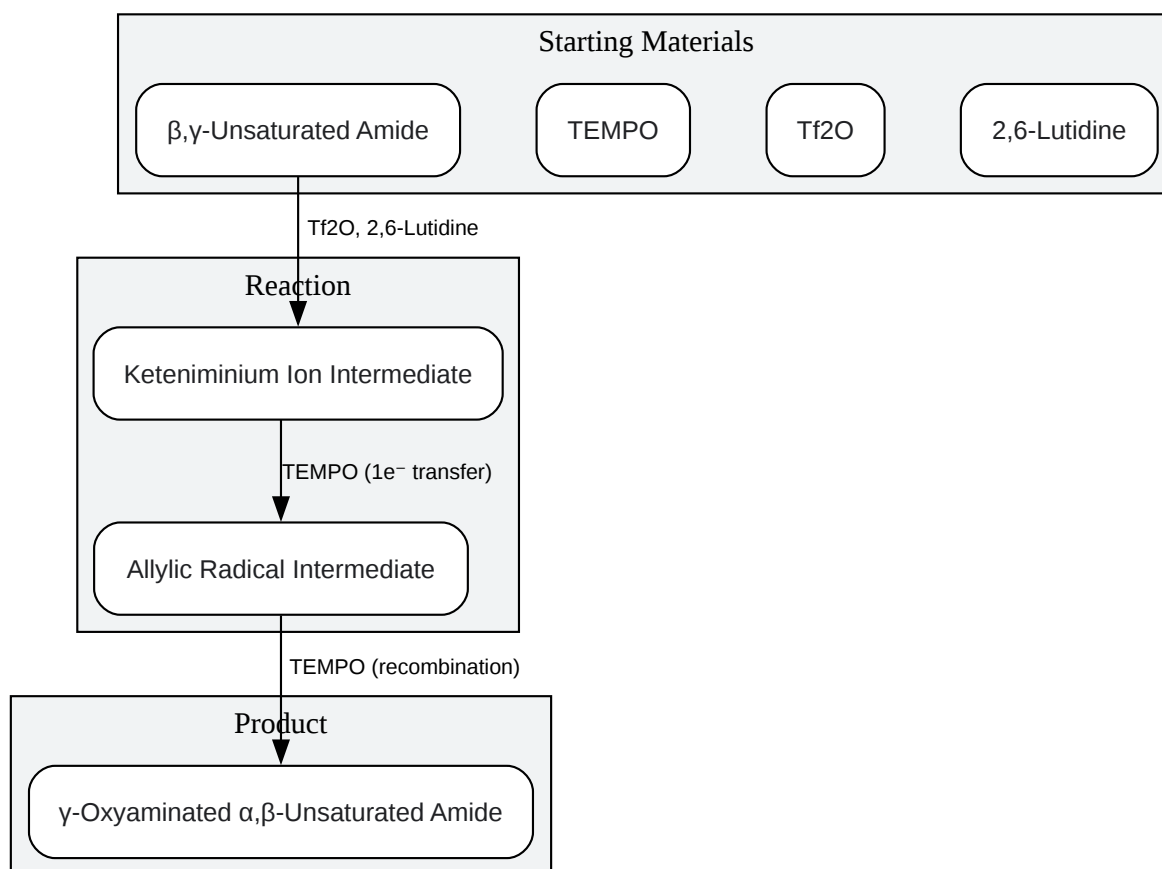 Starting Materials
β,γ-Unsaturated Amide
TEMPO
Tf2O
2,6-Lutidine
Tf2O, 2,6-Lutidine
Reaction
Keteniminium Ion Intermediate
TEMPO (1e⁻ transfer)
Allylic Radical Intermediate
TEMPO (recombination)
Product
γ-Oxyaminated α,β-Unsaturated Amide